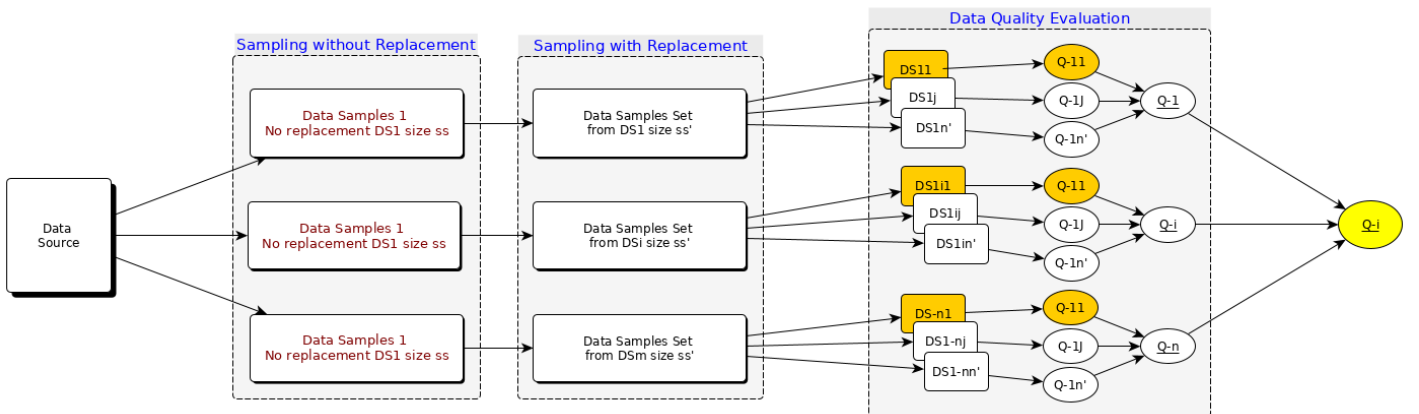 Data Quality Evaluation
Sampling without Replacement
Sampling with Replacement
Data
Source
Data Samples 1
No replacement DS1 size ss
Data Samples 1
No replacement DS1 size ss
Data Samples 1
No replacement DS1 size ss
Data Samples Set
from DS1 size ss'
Data Samples Set
from DSi size ss'
Data Samples Set
from DSm size ss'
DS11
DS1j
DS1n'
Q-11
Q-1J
Q-1n'
Q-1
DS1i1
DS1ij
DS1in'
Q-11
Q-1J
Q-1n'
Q-i
DS-n1
DS1-nj
DS1-nn'
Q-11
Q-1J
Q-1n'
Q-n
Q-i